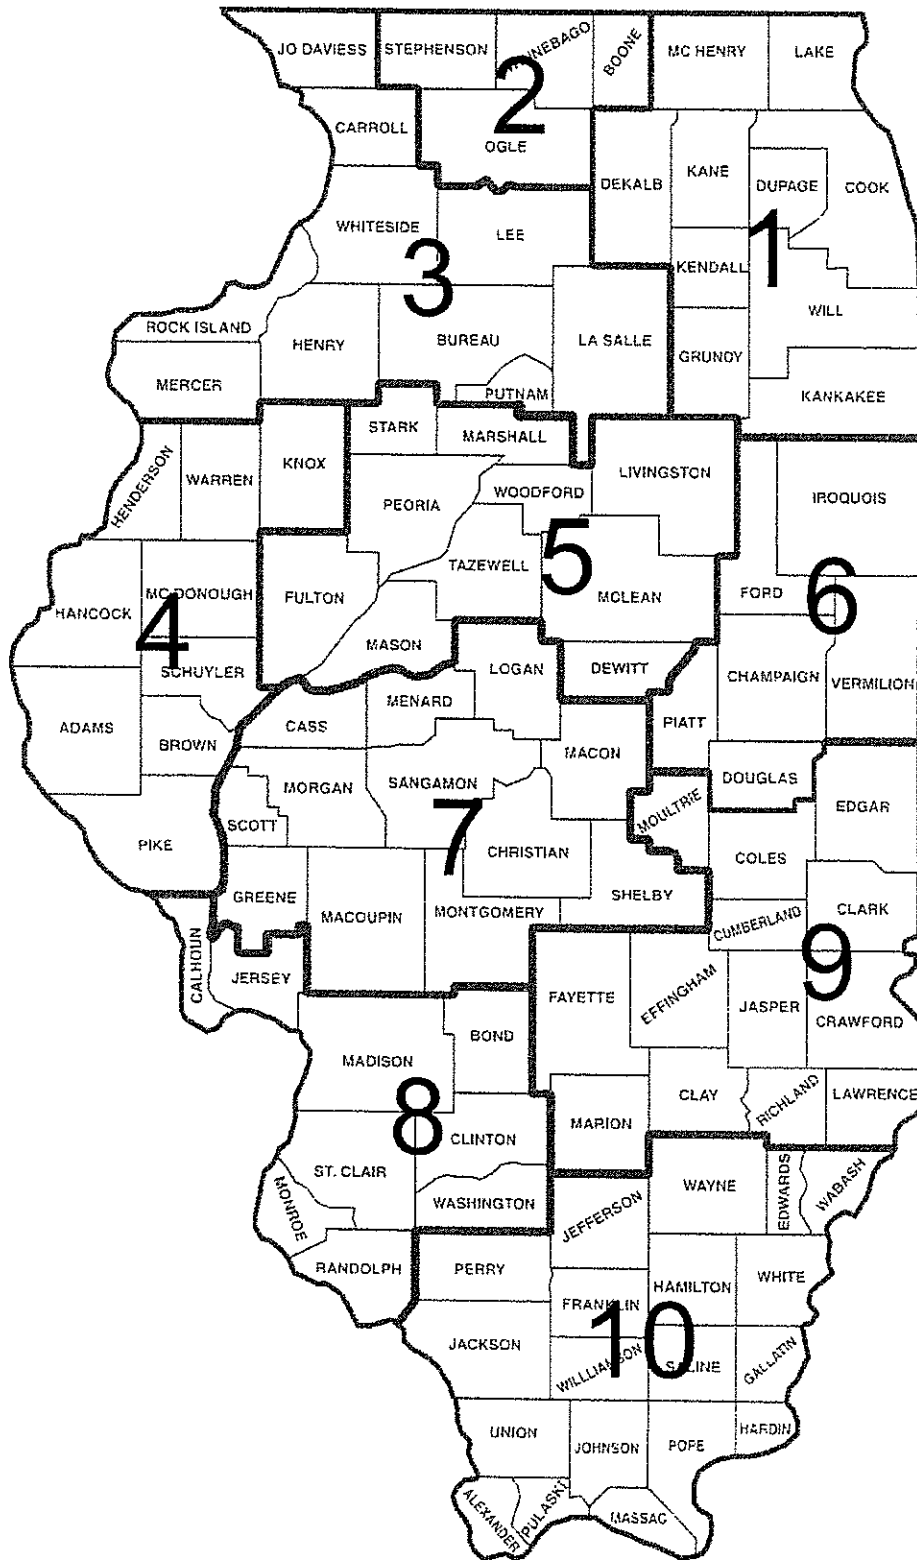 JO DAVIESS
STEPHENSON
WINNEBAGO
BOONE
MC HENRY
LAKE
2
CARROLL
OGLE
DEKALB
KANE
DUPAGE
COOK
WHITESIDE
LEE
1
3
KENDALL
WILL
ROCK ISLAND
HENRY
BUREAU
LA SALLE
GRUNDY
MERCER
PUTNAM
KANKAKEE
STARK
MARSHALL
HENDERSON
WARREN
KNOX
LIVINGSTON
PEORIA
WOODFORD
IROQUOIS
5
TAZEWELL
MCLEAN
FORD
6
HANCOCK
MC DONOUGH
FULTON
4
MASON
SCHUYLER
LOGAN
DEWITT
CHAMPAIGN
VERMILION
ADAMS
BROWN
CASS
MENARD
PIATT
MACON
MORGAN
SANGAMON
DOUGLAS
SCOTT
MOULTRIE
EDGAR
PIKE
7
CHRISTIAN
COLES
GREENE
MACOUPIN
MONTGOMERY
SHELBY
CUMBERLAND
CLARK
CALHOUN
JERSEY
FAYETTE
EFFINGHAM
9
JASPER
CRAWFORD
MADISON
BOND
CLAY
RICHLAND
LAWRENCE
8
CLINTON
MARION
ST. CLAIR
MONROE
WASHINGTON
WAYNE
EDWARDS
WABASH
JEFFERSON
RANDOLPH
PERRY
HAMILTON
WHITE
FRANKLIN
10
JACKSON
WILLLIAMSON
SALINE
GALLATIN
UNION
JOHNSON
POPE
HARDIN
ALEXANDER
PULASKI
MASSAC